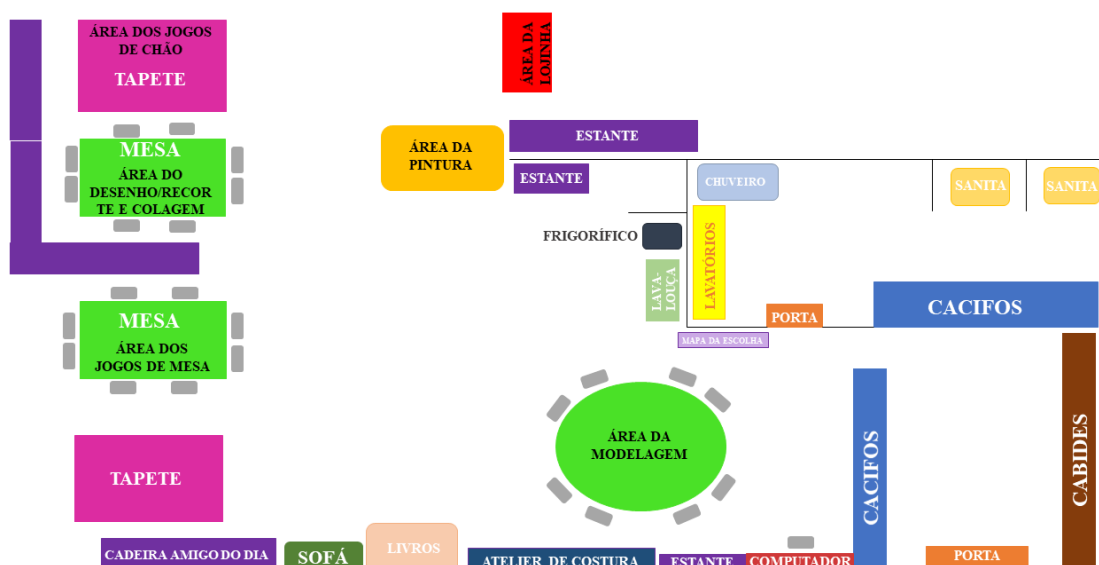 ÁREA DOS JOGOS
DE CHÃO
TAPETE
ÁREA DA
LOJINHA
MESA
ÁREA DO
DESENHO/RECOR
TE E COLAGEM
ÁREA DA
PINTURA
ESTANTE
ESTANTE
CHUVEIRO
SANITA
SANITA
FRIGORÍFICO
LAVA-
LOUÇA
LAVATÓRIOS
PORTA
CACIFOS
MAPA DA ESCOLHA
MESA
ÁREA DOS
JOGOS DE MESA
ÁREA DA
MODELAGEM
CACIFOS
CABIDES
TAPETE
CADEIRA AMIGO DO DIA
SOFÁ
LIVROS
ATELIER DE COSTURA
ESTANTE
COMPUTADOR
PORTA